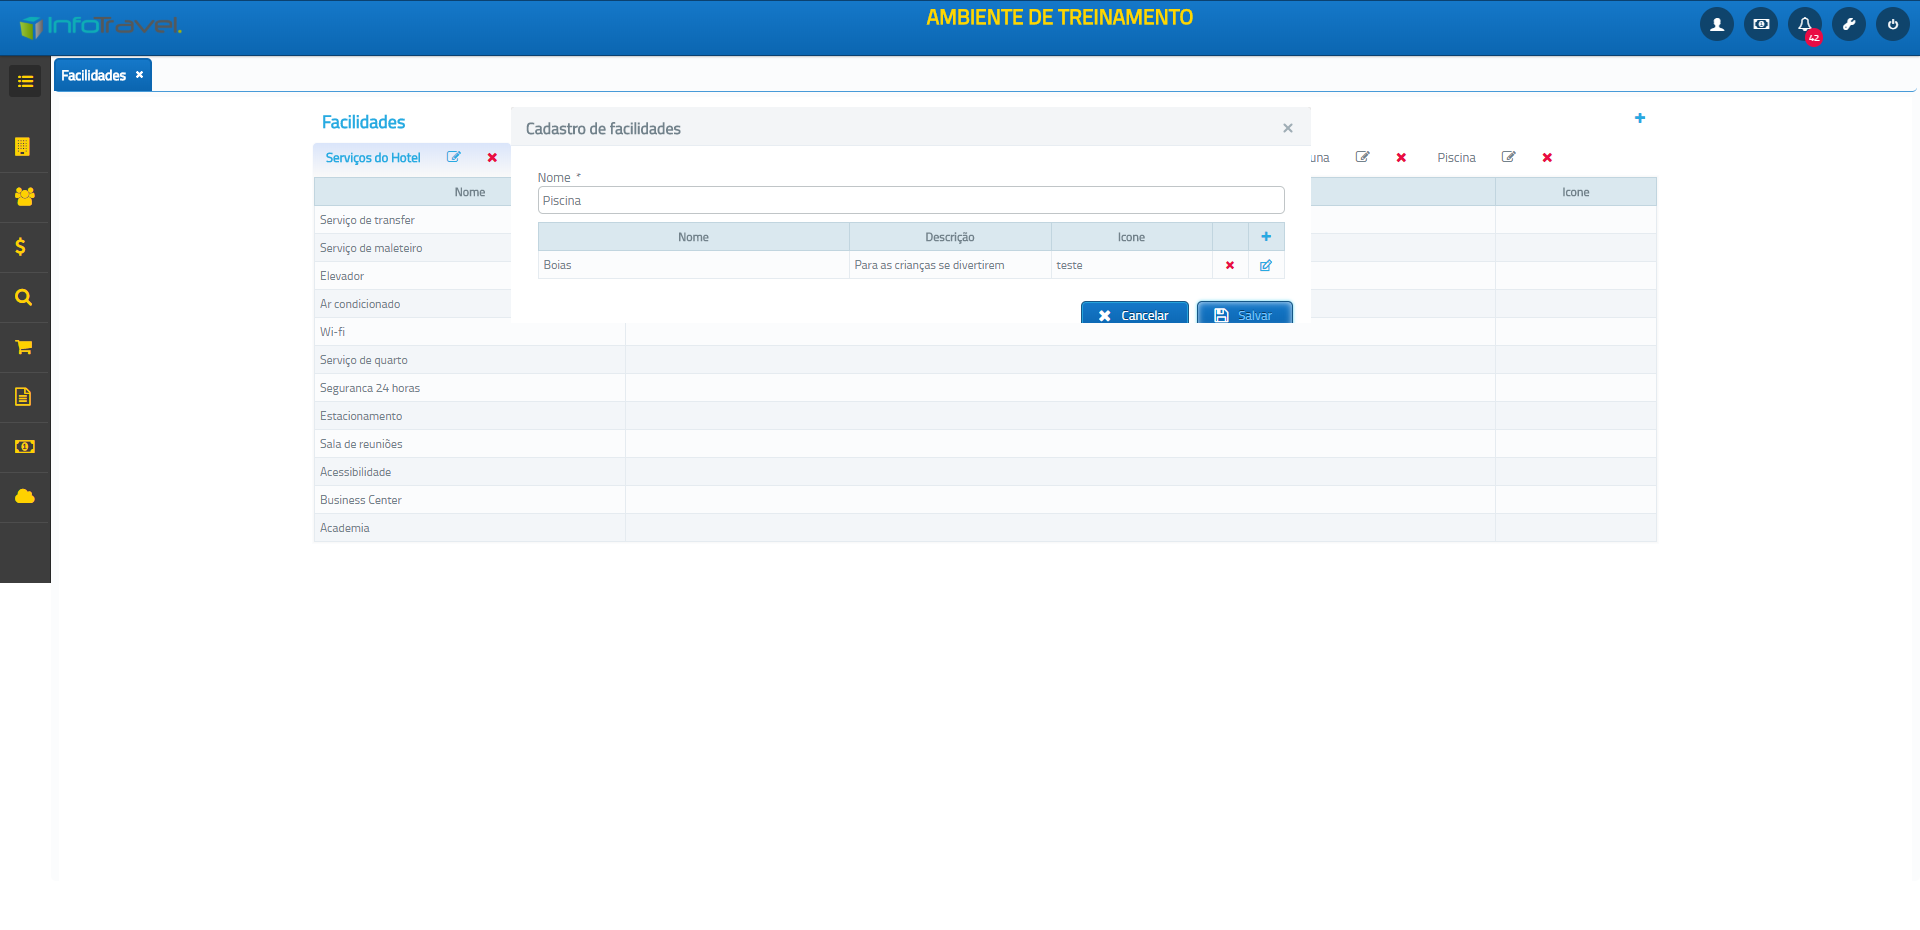 InfoTravel.
AMBIENTE DE TREINAMENTO
42
Facilidades
Facilidades
Cadastro de facilidades
Serviços do Hotel
una
Piscina
Nome *
Piscina
Nome
Icone
Nome
Descrição
Icone
Boias
Para as crianças se divertirem
teste
Cancelar
Salvar
Serviço de transfer
Serviço de maleteiro
Elevador
Ar condicionado
Wi-fi
Serviço de quarto
Seguranca 24 horas
Estacionamento
Sala de reuniões
Acessibilidade
Business Center
Academia